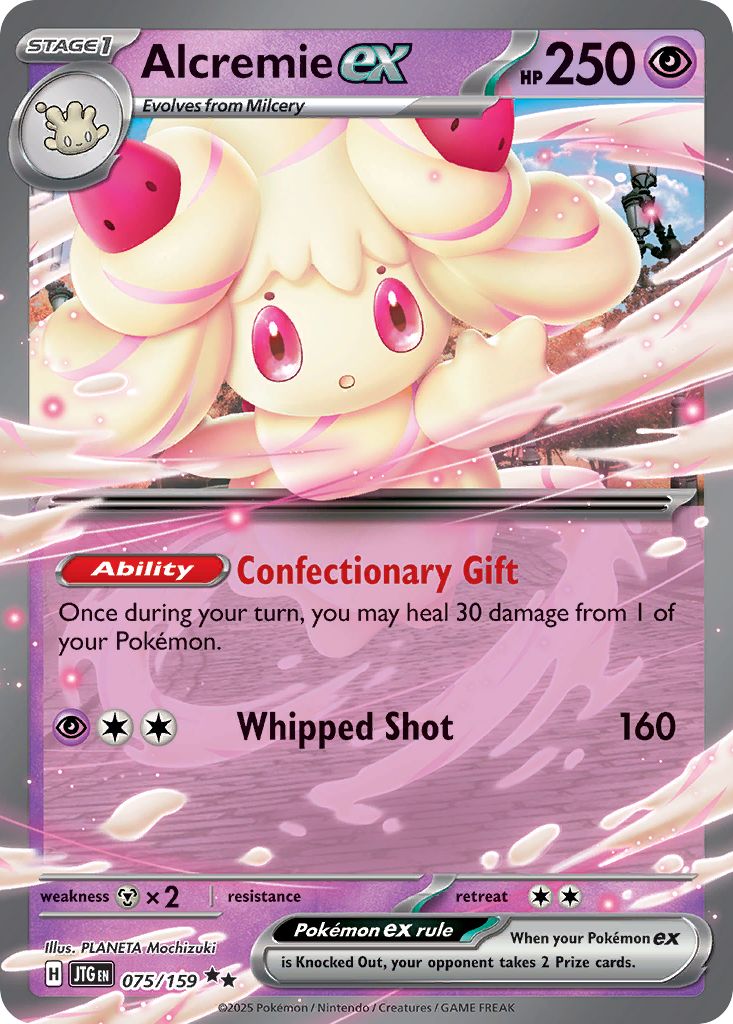 STAGE 1
Alcremie ex
HP 250
Evolves from Milcery
Ability Confectionary Gift
Once during your turn, you may heal 30 damage from 1 of
your Pokémon.
Whipped Shot 160
weakness ×2 resistance retreat
Illus. PLANETA Mochizuki
Pokémon ex rule When your Pokémon ex
is Knocked Out, your opponent takes 2 Prize cards.
H JTG EN 075/159
©2025 Pokémon / Nintendo / Creatures / GAME FREAK